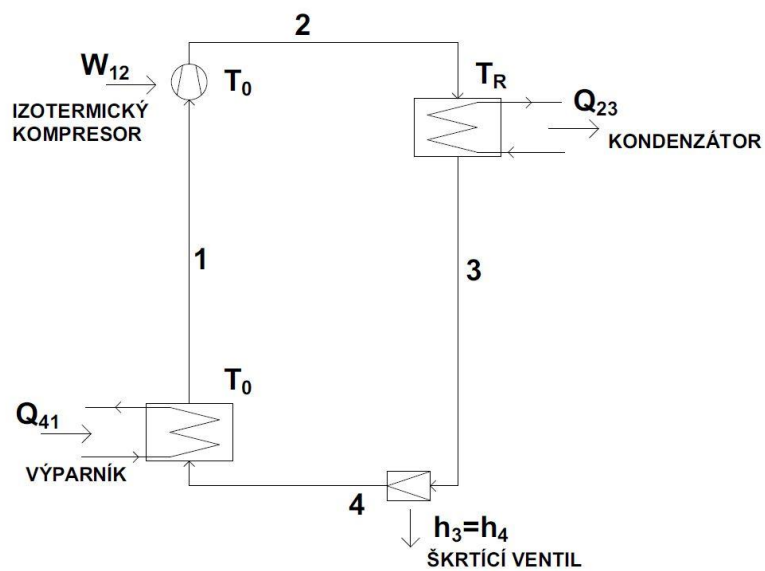 2
W12
T0
TR
IZOTERMICKÝ
KOMPRESOR
Q23
KONDENZÁTOR
1
3
T0
Q41
VÝPARNÍK
4
h3=h4
ŠKRTÍCÍ VENTIL